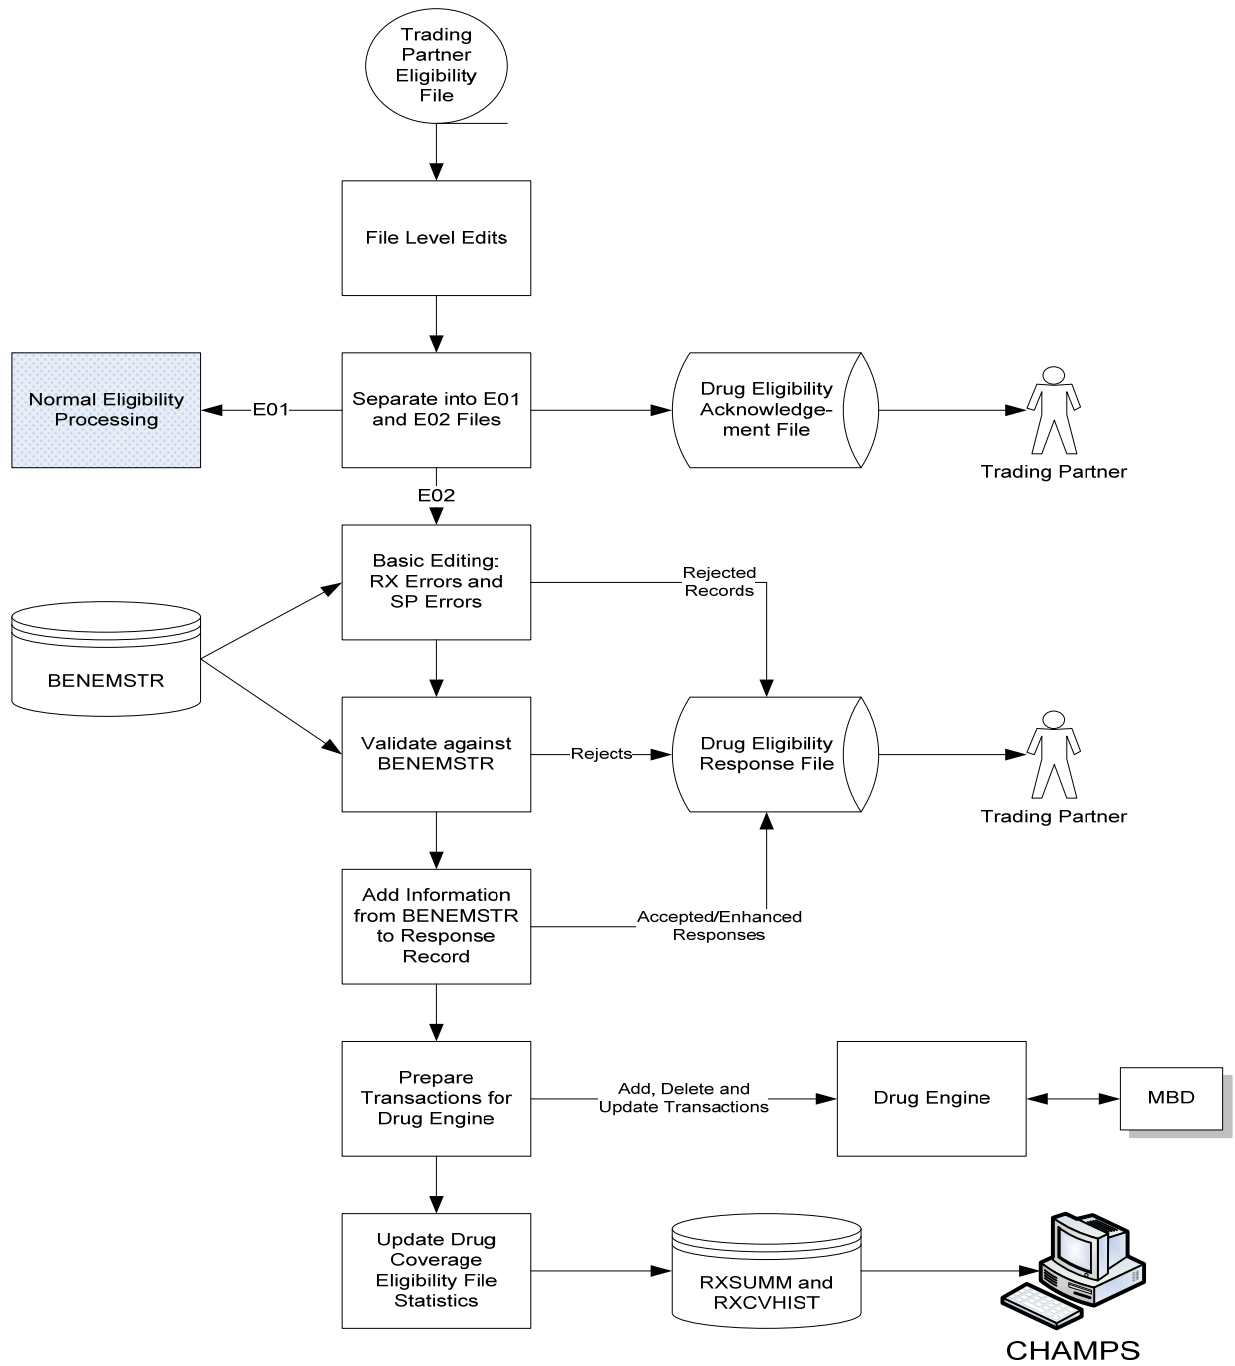 Trading
Partner
Eligibility
File
File Level Edits
Normal Eligibility
Processing
E01
Separate into E01
and E02 Files
Drug Eligibility
Acknowledge-
ment File
Trading Partner
E02
Basic Editing:
RX Errors and
SP Errors
Rejected
Records
BENEMSTR
Validate against
BENEMSTR
Rejects
Drug Eligibility
Response File
Trading Partner
Add Information
from BENEMSTR
to Response
Record
Accepted/Enhanced
Responses
Prepare
Transactions for
Drug Engine
Add, Delete and
Update Transactions
Drug Engine
MBD
Update Drug
Coverage
Eligibility File
Statistics
RXSUMM and
RXCVHIST
CHAMPS